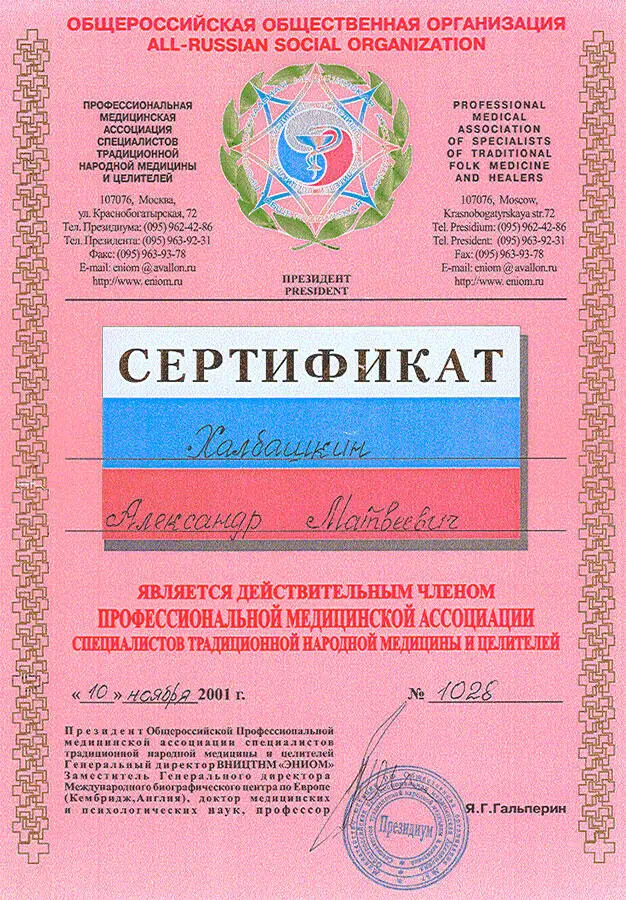 ОБЩЕРОССИЙСКАЯ ОБЩЕСТВЕННАЯ ОРГАНИЗАЦИЯ
ALL-RUSSIAN SOCIAL ORGANIZATION
ПРОФЕССИОНАЛЬНАЯ
МЕДИЦИНСКАЯ
АССОЦИАЦИЯ
СПЕЦИАЛИСТОВ
ТРАДИЦИОННОЙ
НАРОДНОЙ МЕДИЦИНЫ
И ЦЕЛИТЕЛЕЙ
107076, Москва,
ул. Краснобогатырская, 72
Тел. Президиума: (095) 962-42-86
Тел. Президента: (095) 963-92-31
Факс: (095) 963-93-78
E-mail: eniom @ avallon.ru
http://www. eniom.ru
PROFESSIONAL
MEDICAL
ASSOCIATION
OF SPECIALISTS
OF TRADITIONAL
FOLK MEDICINE
AND HEALERS
107076, Moscow,
Krasnobogatyrskaya str. 72
Tel. Presidium: (095) 962-42-86
Tel. President: (095) 963-92-31
Fax: (095) 963-93-78
E-mail: eniom @ avallon.ru
http://www. eniom.ru
ПРЕЗИДЕНТ
PRESIDENT
СЕРТИФИКАТ
Халбашкин
Александр Матвеевич
ЯВЛЯЕТСЯ ДЕЙСТВИТЕЛЬНЫМ ЧЛЕНОМ
ПРОФЕССИОНАЛЬНОЙ МЕДИЦИНСКОЙ АССОЦИАЦИИ
СПЕЦИАЛИСТОВ ТРАДИЦИОННОЙ НАРОДНОЙ МЕДИЦИНЫ И ЦЕЛИТЕЛЕЙ
« 10 » ноября 2001 г. № 1028
Президент Общероссийской Профессиональной
медицинской ассоциации специалистов
традиционной народной медицины и целителей
Генеральный директор ВНИЦТНМ «ЭНИОМ»
Заместитель Генерального директора
Международного биографического центра по Европе
(Кембридж,Англия), доктор медицинских
и психологических наук, профессор
Я.Г.Гальперин
Президиум